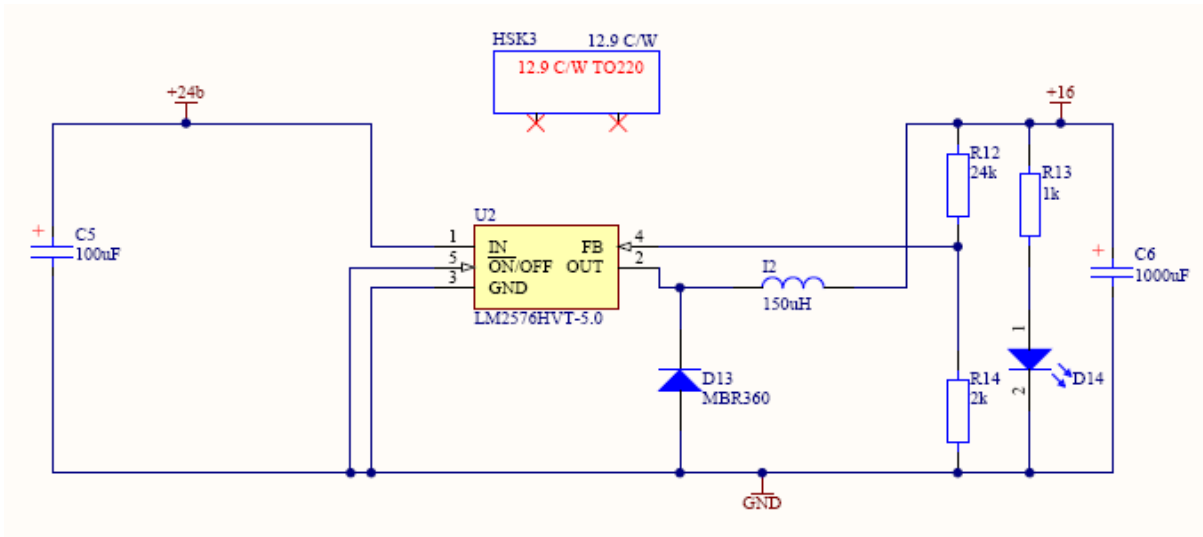 HSK3 12.9 C/W
12.9 C/W TO220
+24b
+16
R12
24k
R13
1k
U2
C5
100uF
1 IN FB 4
5 ON/OFF OUT 2
3 GND
LM2576HVT-5.0
I2
150uH
C6
1000uF
1
D13
MBR360
R14
2k
D14
2
GND